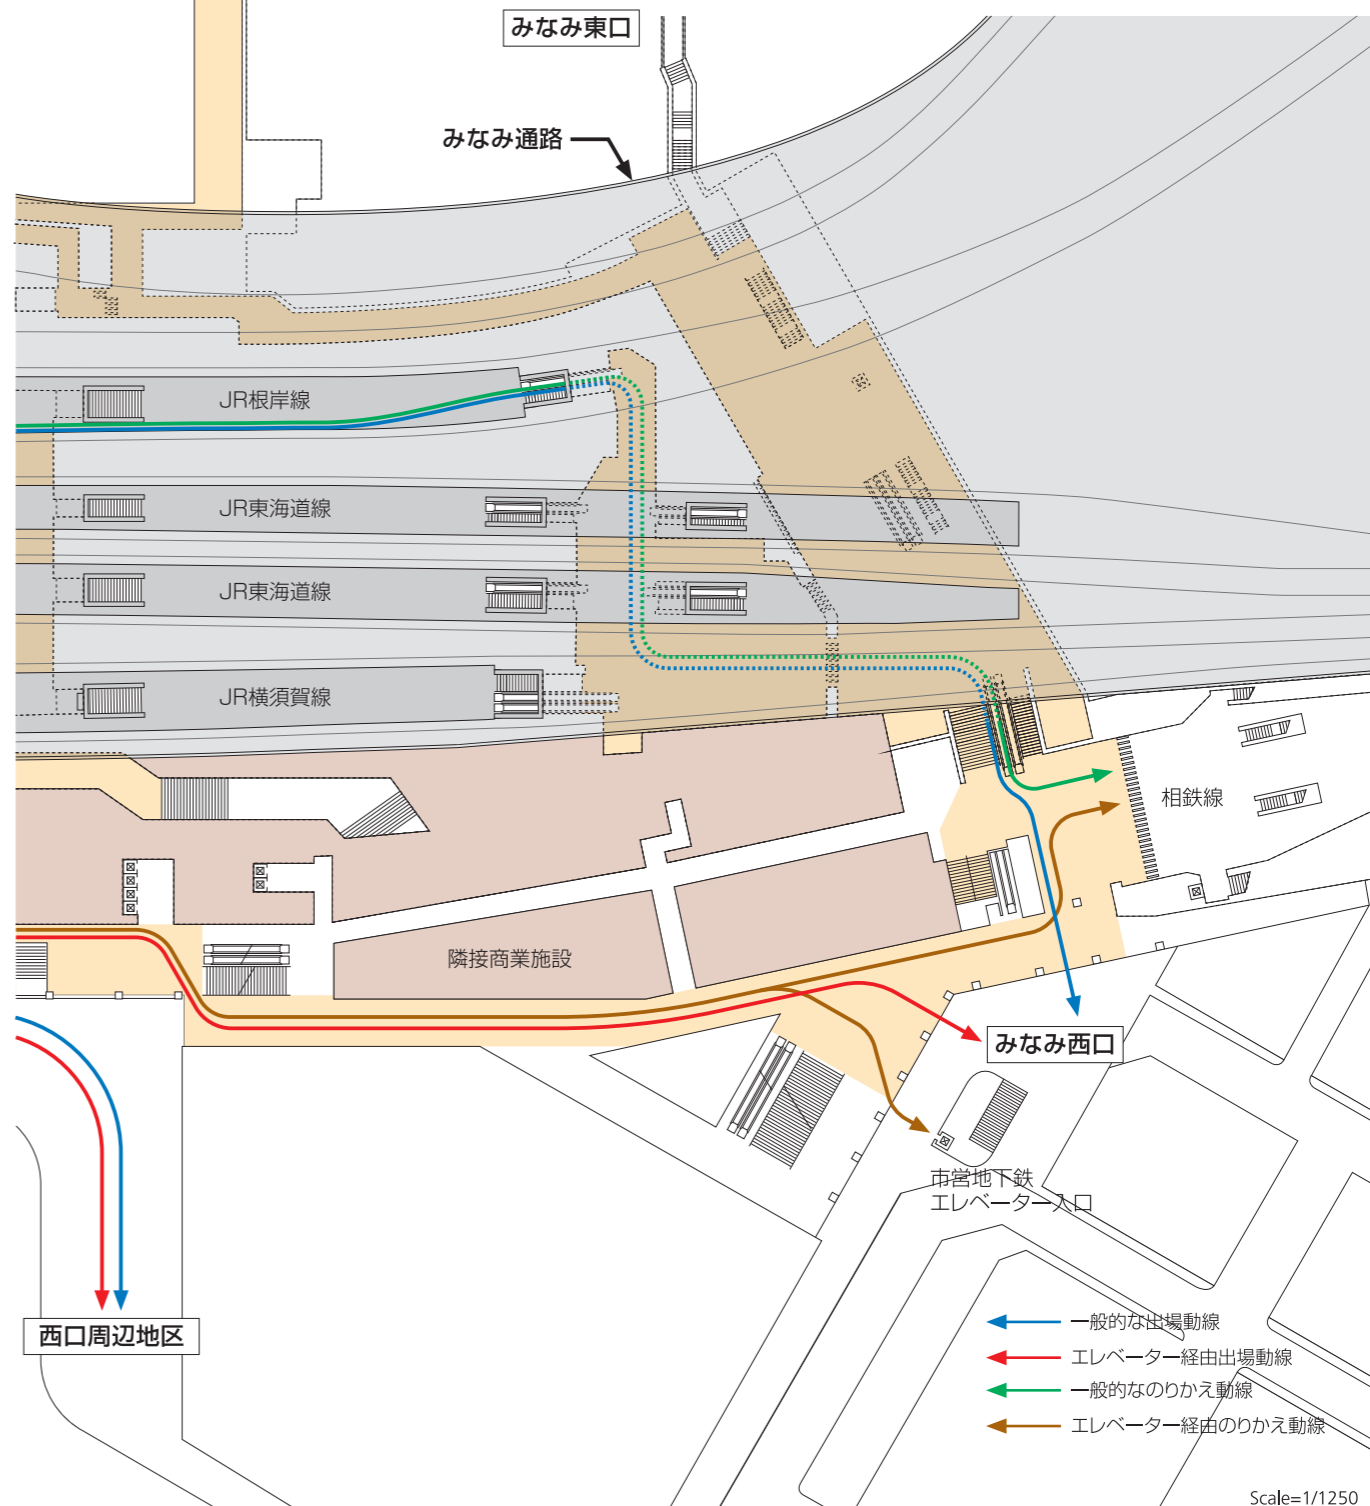 みなみ東口
みなみ通路
JR根岸線
JR東海道線
JR東海道線
JR横須賀線
相鉄線
隣接商業施設
みなみ西口
市営地下鉄
エレベーター入口
西口周辺地区
一般的な出場動線
エレベーター経由出場動線
一般的なのりかえ動線
エレベーター経由のりかえ動線
Scale=1/1250